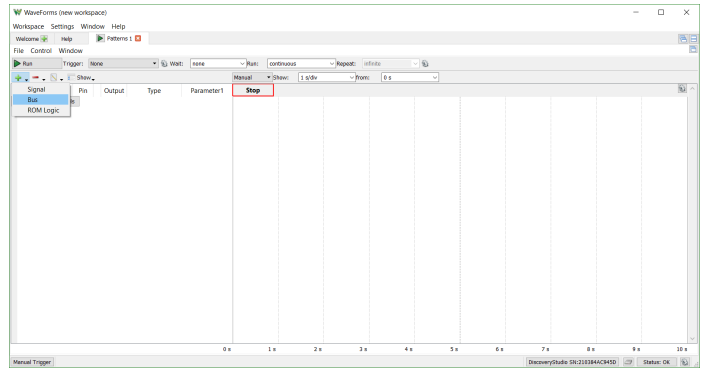 WaveForms (new workspace)
Workspace Settings Window Help
Welcome Help Patterns 1
File Control Window
Run Trigger: None Wait: none Run: continuous Repeat: infinite
Show Manual Show: 1 s/div from: 0 s
Signal Pin Output Type Parameter1 Stop
Bus
ROM Logic
0 s 1 s 2 s 3 s 4 s 5 s 6 s 7 s 8 s 9 s 10 s
Manual Trigger DiscoveryStudio SN:210384AC945D Status: OK